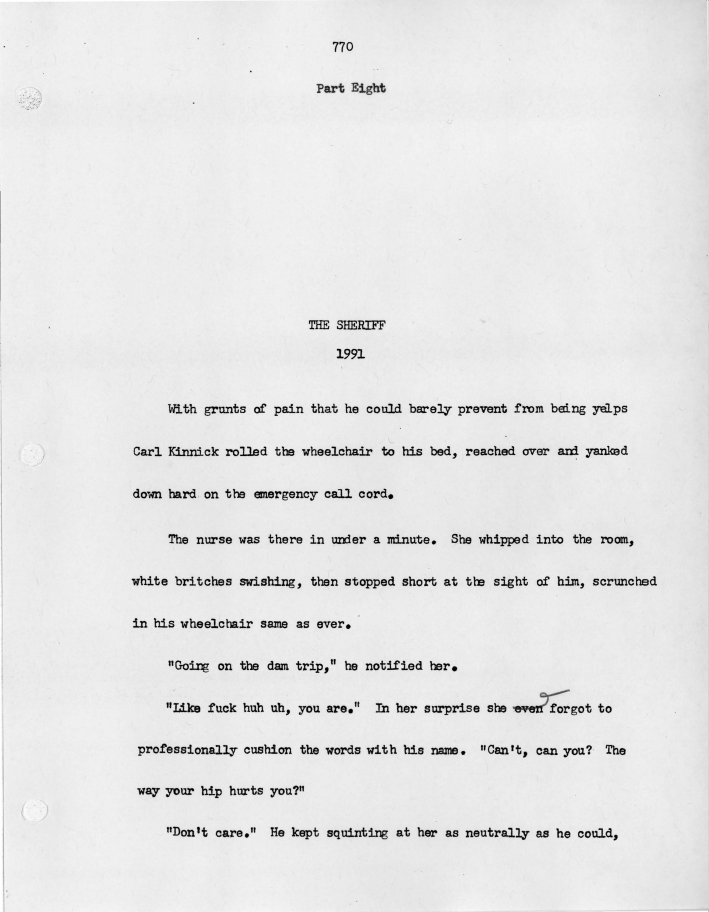 770
Part Eight
THE SHERIFF
1991
With grunts of pain that he could barely prevent from being yelps
Carl Kinnick rolled the wheelchair to his bed, reached over and yanked
down hard on the emergency call cord.
The nurse was there in under a minute. She whipped into the room,
white britches swishing, then stopped short at the sight of him, scrunched
in his wheelchair same as ever.
"Going on the dam trip," he notified her.
"Like fuck huh uh, you are." In her surprise she even forgot to
professionally cushion the words with his name. "Can't, can you? The
way your hip hurts you?"
"Don't care." He kept squinting at her as neutrally as he could,